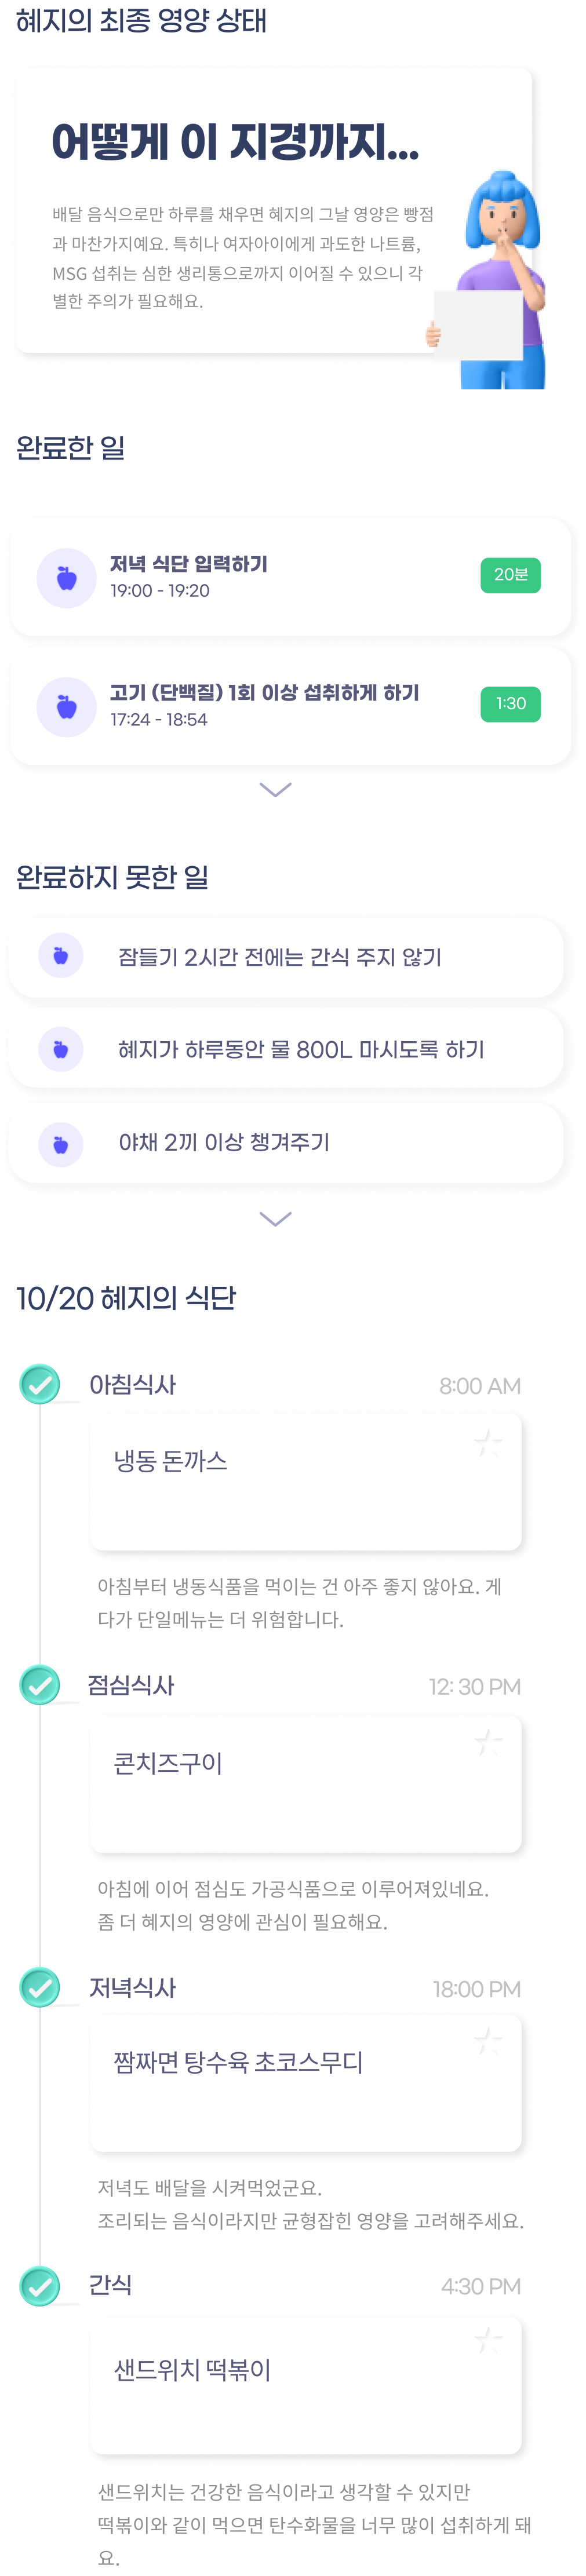 혜지의 최종 영양 상태
어떻게 이 지경까지...
배달 음식으로만 하루를 채우면 혜지의 그날 영양은 빵점
과 마찬가지예요. 특히나 여자아이에게 과도한 나트륨,
MSG 섭취는 심한 생리통으로까지 이어질 수 있으니 각
별한 주의가 필요해요.
완료한 일
저녁 식단 입력하기
19:00 - 19:20
20분
고기 (단백질) 1회 이상 섭취하게 하기
17:24 - 18:54
1:30
완료하지 못한 일
잠들기 2시간 전에는 간식 주지 않기
혜지가 하루동안 물 800L 마시도록 하기
야채 2끼 이상 챙겨주기
10/20 혜지의 식단
아침식사
8:00 AM
냉동 돈까스
아침부터 냉동식품을 먹이는 건 아주 좋지 않아요. 게
다가 단일메뉴는 더 위험합니다.
점심식사
12: 30 PM
콘치즈구이
아침에 이어 점심도 가공식품으로 이루어져있네요.
좀 더 혜지의 영양에 관심이 필요해요.
저녁식사
18:00 PM
짬짜면 탕수육 초코스무디
저녁도 배달을 시켜먹었군요.
조리되는 음식이라지만 균형잡힌 영양을 고려해주세요.
간식
4:30 PM
샌드위치 떡볶이
샌드위치는 건강한 음식이라고 생각할 수 있지만
떡볶이와 같이 먹으면 탄수화물을 너무 많이 섭취하게 돼
요.